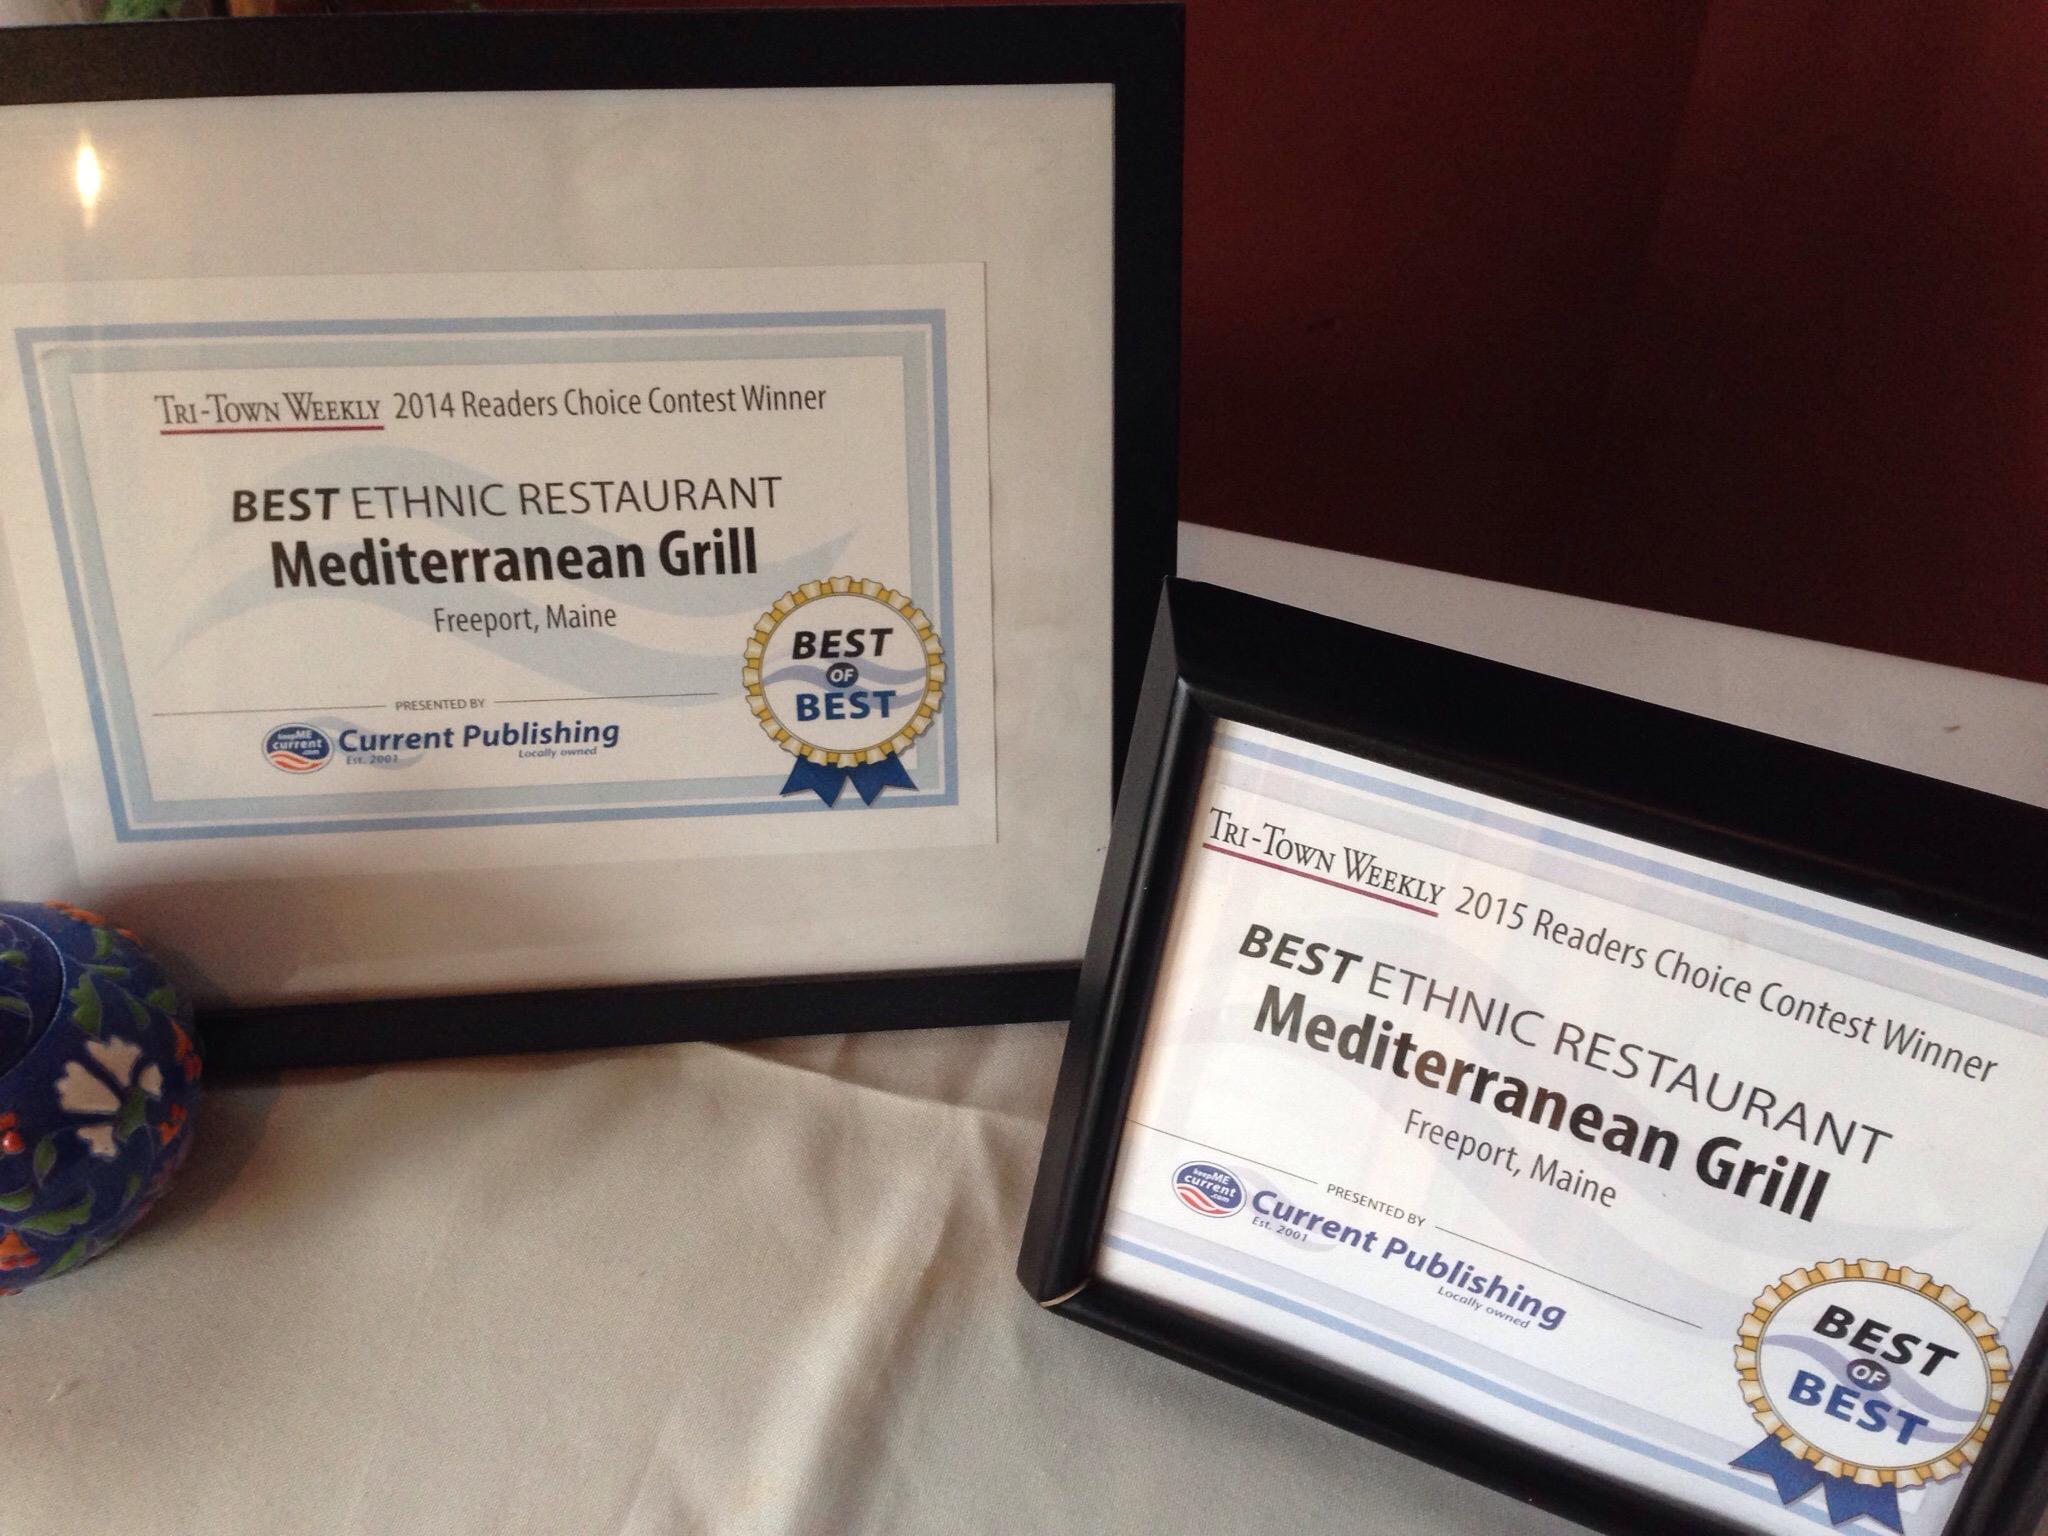 TRI-TOWN WEEKLY 2014 Readers Choice Contest Winner
BEST ETHNIC RESTAURANT
Mediterranean Grill
Freeport, Maine
BEST
OF
BEST
PRESENTED BY
keepME
current
.com
Current Publishing
Est. 2001 Locally owned
TRI-TOWN WEEKLY 2015 Readers Choice Contest Winner
BEST ETHNIC RESTAURANT
Mediterranean Grill
Freeport, Maine
PRESENTED BY
keepME
current
.com
Current Publishing
Est. 2001 Locally owned
BEST
OF
BEST